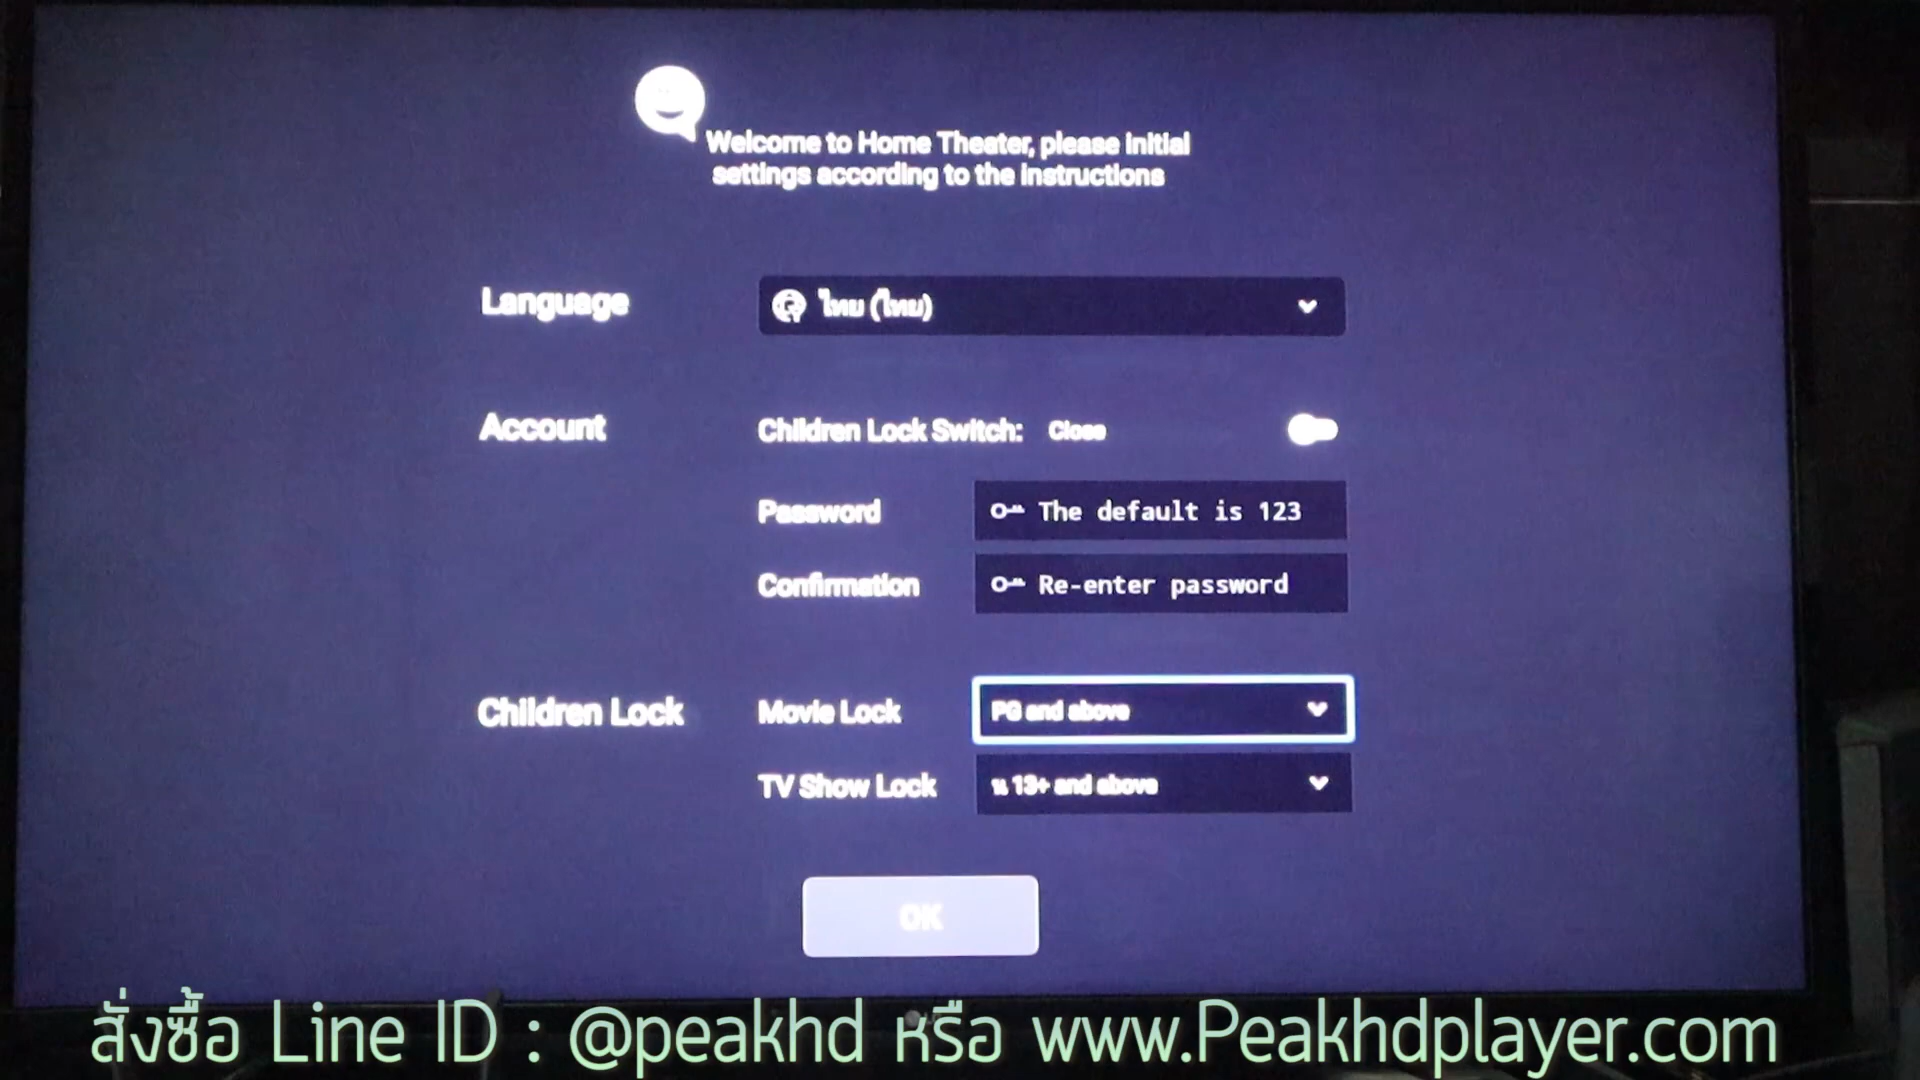 Welcome to Home Theater, please initial
settings according to the instructions
Language
ไทย (ไทย)
Account
Children Lock Switch: Close
Password
The default is 123
Confirmation
Re-enter password
Children Lock
Movie Lock
PG and above
TV Show Lock
น 13+ and above
OK
สั่งซื้อ Line ID : @peakhd หรือ www.Peakhdplayer.com